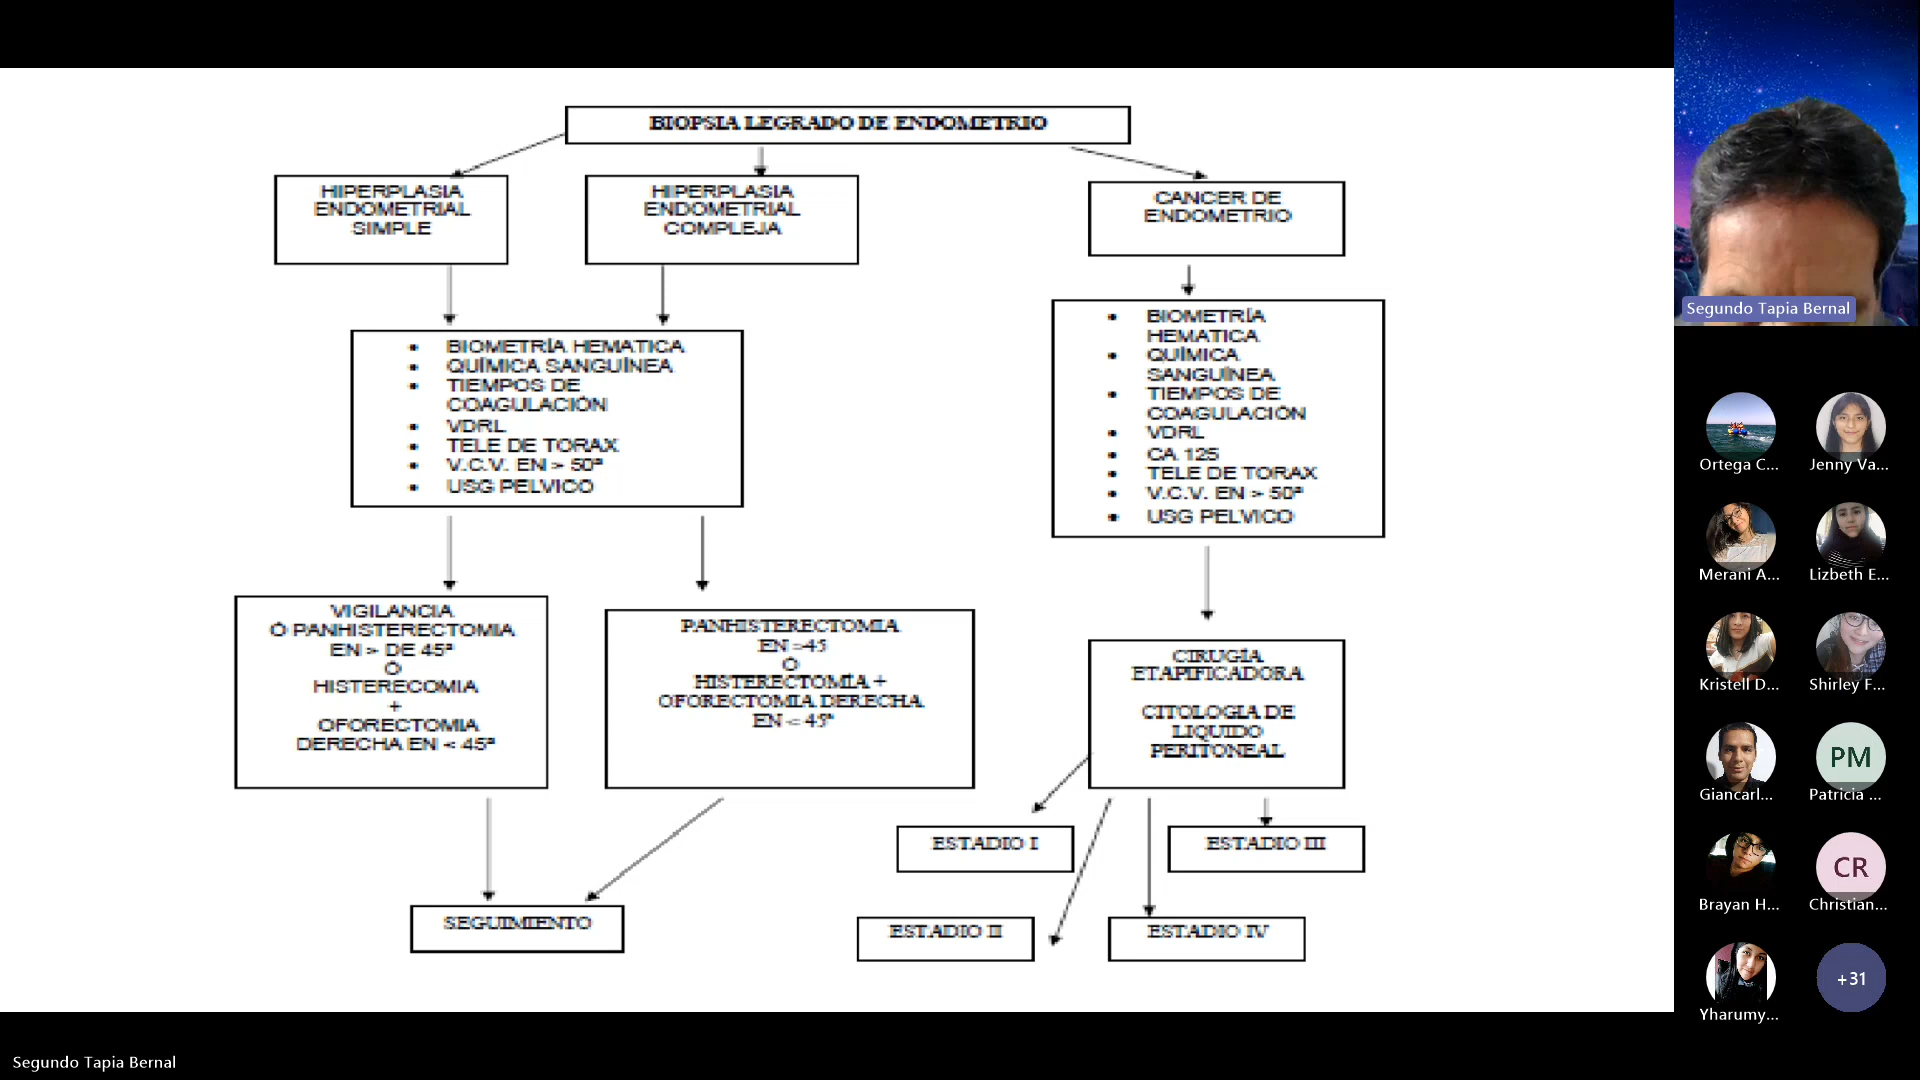 BIOPSIA LEGRADO DE ENDOMETRIO
HIPERPLASIA
ENDOMETRIAL
SIMPLE
HIPERPLASIA
ENDOMETRIAL
COMPLEJA
CANCER DE
ENDOMETRIO
• BIOMETRÍA HEMATICA
• QUÍMICA SANGUÍNEA
• TIEMPOS DE
COAGULACIÓN
• VDRL
• TELE DE TORAX
• V.C.V. EN > 50ª
• USG PELVICO
• BIOMETRÍA
HEMATICA
• QUÍMICA
SANGUÍNEA
• TIEMPOS DE
COAGULACIÓN
• VDRL
• CA 125
• TELE DE TORAX
• V.C.V. EN > 50ª
• USG PELVICO
VIGILANCIA
Ó PANHISTERECTOMIA
EN > DE 45ª
Ó
HISTERECOMIA
+
OFORECTOMIA
DERECHA EN < 45ª
PANHISTERECTOMIA
EN >45
Ó
HISTERECTOMÍA +
OFORECTOMIA DERECHA
EN < 45ª
CIRUGÍA
ETAPIFICADORA
CITOLOGIA DE
LIQUIDO
PERITONEAL
ESTADIO I
ESTADIO III
ESTADIO II
ESTADIO IV
SEGUIMIENTO
Segundo Tapia Bernal
Ortega C...
Jenny Va...
Merani A...
Lizbeth E...
Kristell D...
Shirley F...
Giancarl...
PM
Patricia ...
Brayan H...
CR
Christian...
Yharumy...
+31
Segundo Tapia Bernal